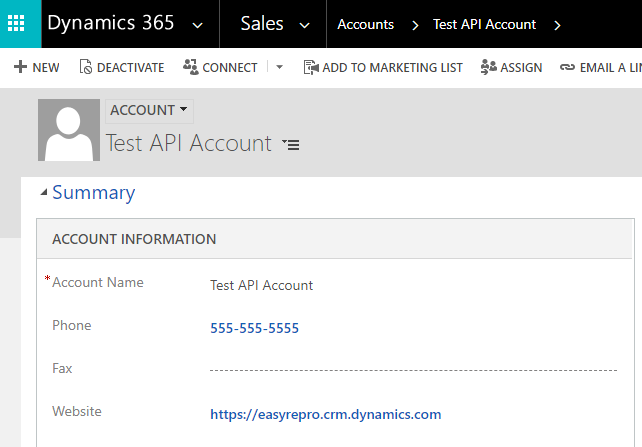 Dynamics 365 Sales Accounts > Test API Account >
+ NEW DEACTIVATE CONNECT ADD TO MARKETING LIST ASSIGN EMAIL A LIN
ACCOUNT
Test API Account
Summary
ACCOUNT INFORMATION
* Account Name Test API Account
Phone 555-555-5555
Fax
Website https://easyrepro.crm.dynamics.com